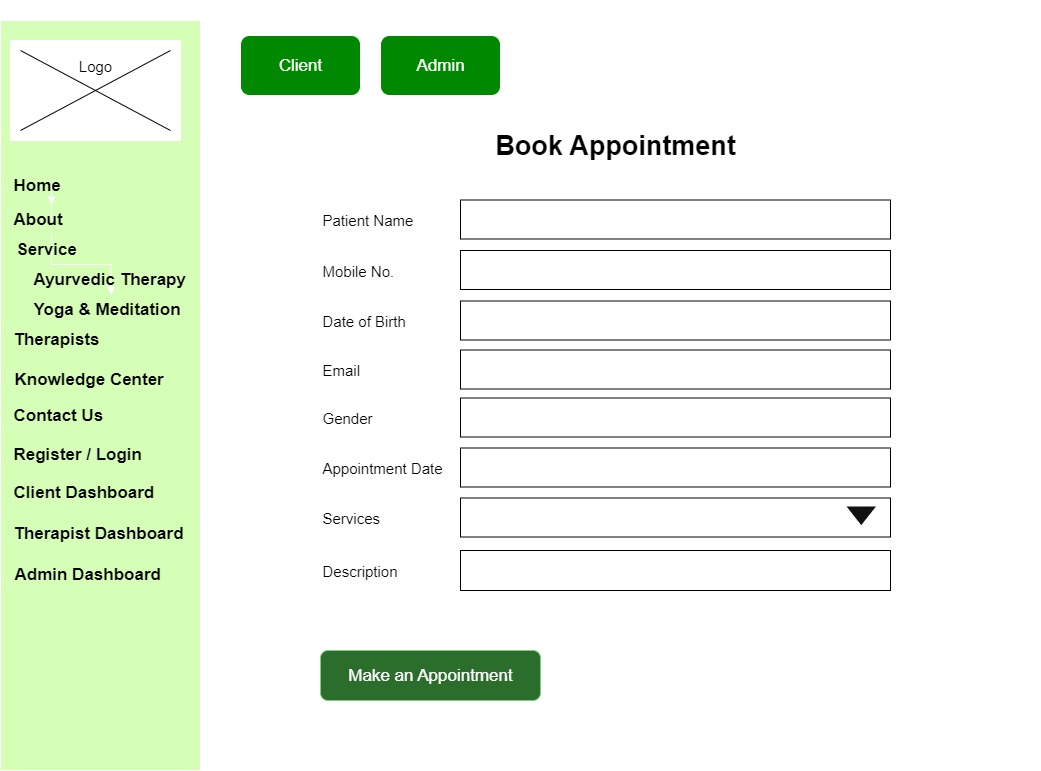 Logo
Home
About
Service
Ayurvedic Therapy
Yoga & Meditation
Therapists
Knowledge Center
Contact Us
Register / Login
Client Dashboard
Therapist Dashboard
Admin Dashboard
Client
Admin
Book Appointment
Patient Name
Mobile No.
Date of Birth
Email
Gender
Appointment Date
Services
Description
Make an Appointment